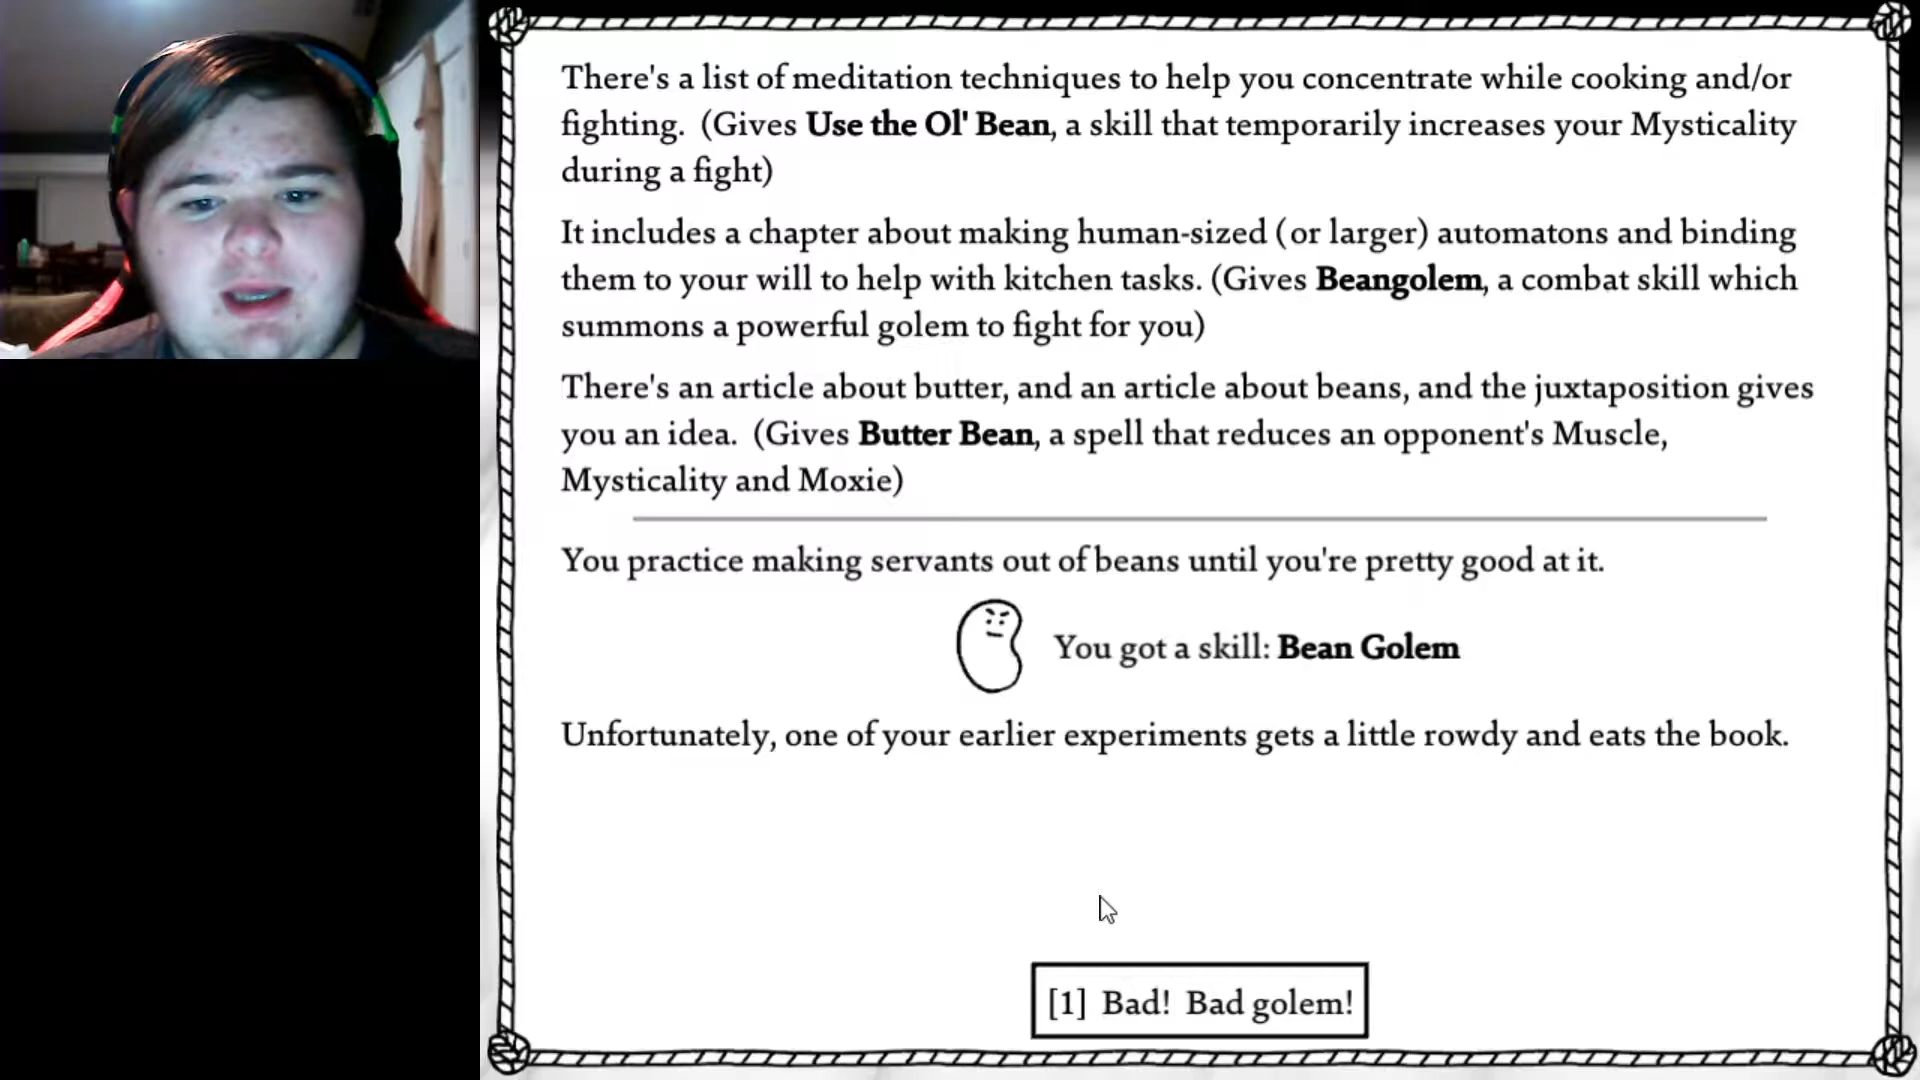 There's a list of meditation techniques to help you concentrate while cooking and/or
fighting. (Gives Use the Ol' Bean, a skill that temporarily increases your Mysticality
during a fight)
It includes a chapter about making human-sized (or larger) automatons and binding
them to your will to help with kitchen tasks. (Gives Beangolem, a combat skill which
summons a powerful golem to fight for you)
There's an article about butter, and an article about beans, and the juxtaposition gives
you an idea. (Gives Butter Bean, a spell that reduces an opponent's Muscle,
Mysticality and Moxie)
You practice making servants out of beans until you're pretty good at it.
You got a skill: Bean Golem
Unfortunately, one of your earlier experiments gets a little rowdy and eats the book.
[1] Bad! Bad golem!